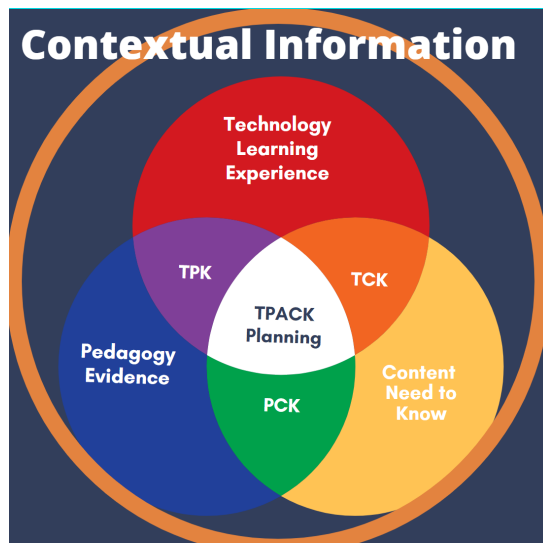 Contextual Information
Technology
Learning
Experience
TPK
TCK
TPACK
Planning
Pedagogy
Evidence
Content
Need to
Know
PCK